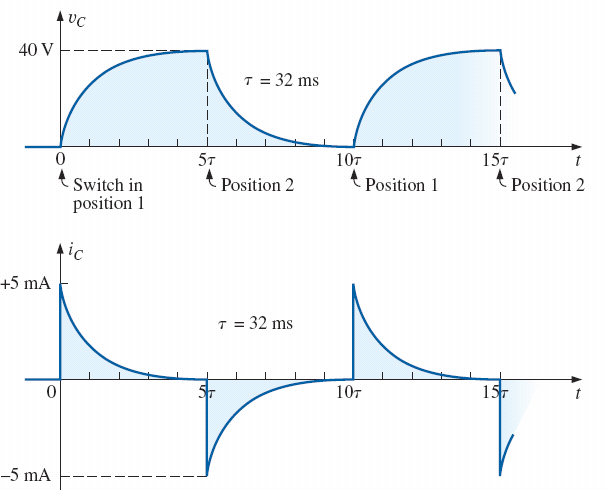 v_C
40 V
τ = 32 ms
0 5τ 10τ 15τ t
Switch in position 1
Position 2
Position 1
Position 2
i_C
+5 mA
τ = 32 ms
0 5τ 10τ 15τ t
–5 mA